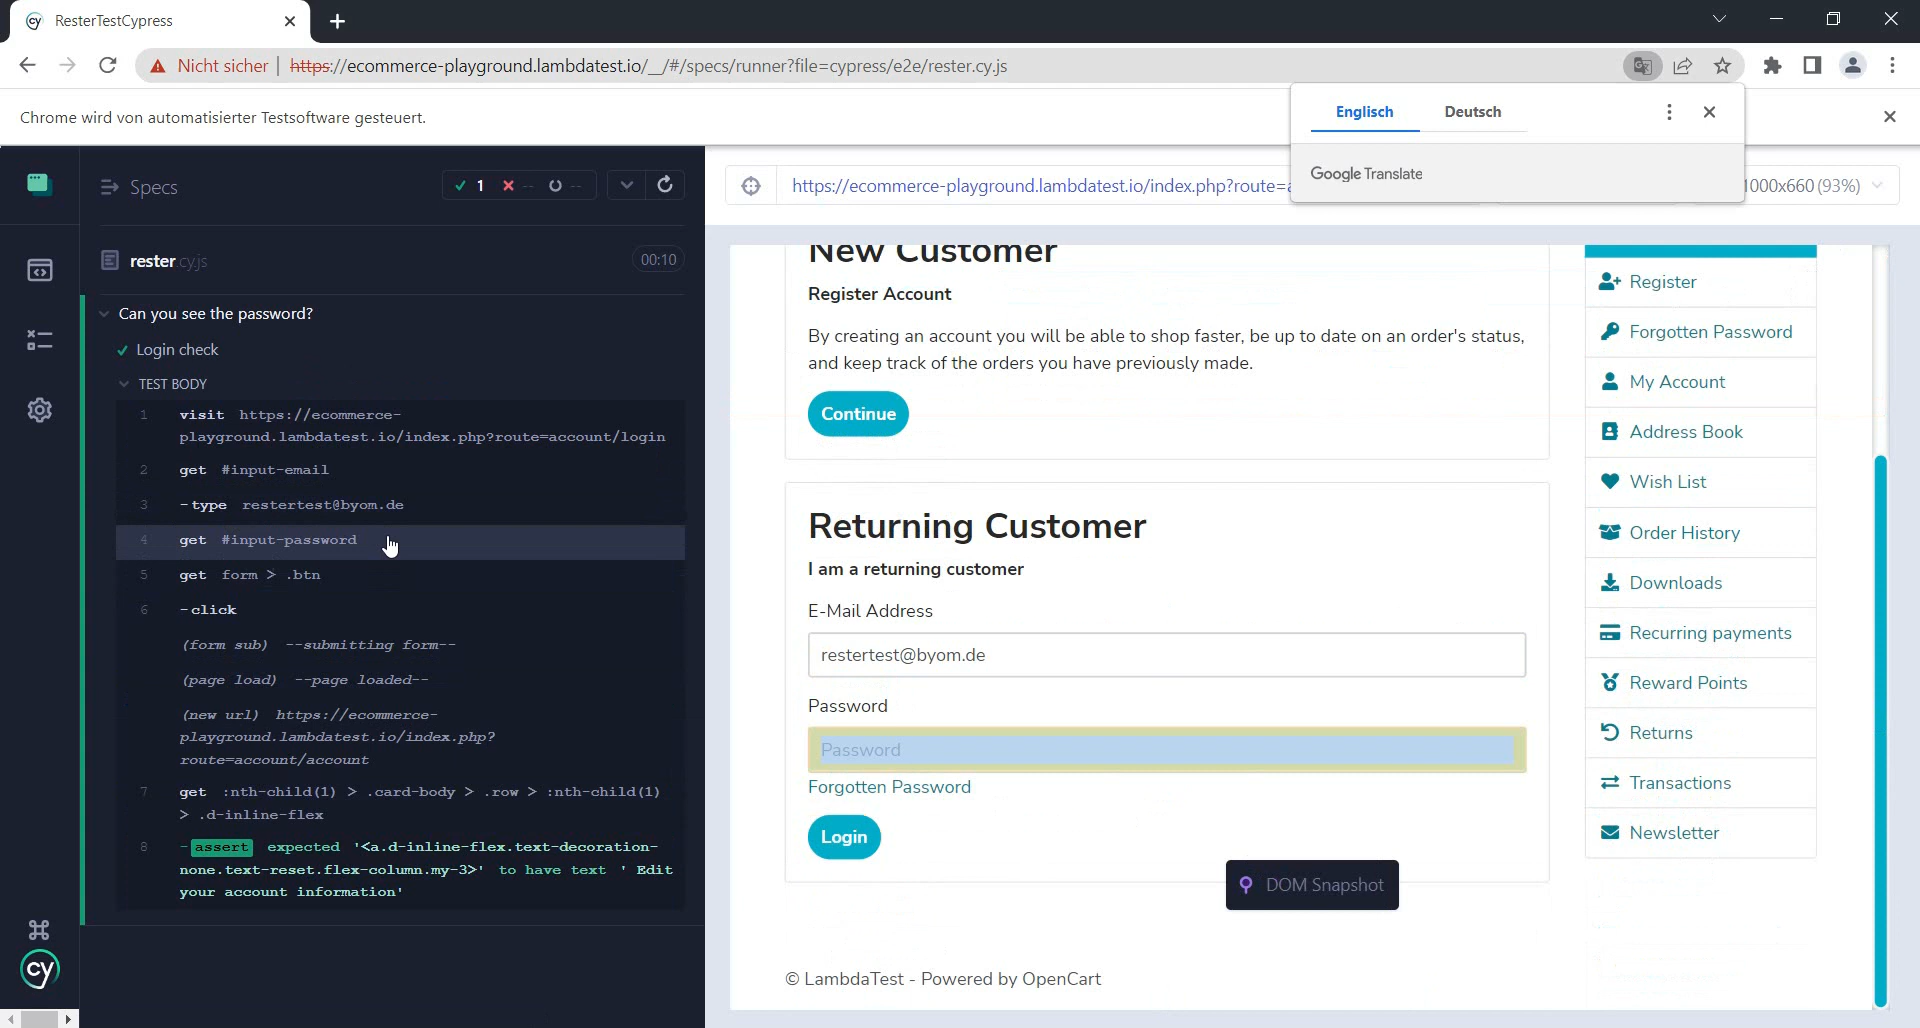 ResterTestCypress
Nicht sicher
https://ecommerce-playground.lambdatest.io/__/#/specs/runner?file=cypress/e2e/rester.cy.js
Chrome wird von automatisierter Testsoftware gesteuert.
Englisch
Deutsch
Google Translate
Specs
1 -- --
https://ecommerce-playground.lambdatest.io/index.php?route=a
1000x660 (93%)
rester.cy.js
00:10
Can you see the password?
Login check
TEST BODY
1 visit https://ecommerce-
playground.lambdatest.io/index.php?route=account/login
2 get #input-email
3 -type restertest@byom.de
4 get #input-password
5 get form > .btn
6 -click
(form sub) --submitting form--
(page load) --page loaded--
(new url) https://ecommerce-
playground.lambdatest.io/index.php?
route=account/account
7 get :nth-child(1) > .card-body > .row > :nth-child(1)
> .d-inline-flex
8 -assert expected '<a.d-inline-flex.text-decoration-
none.text-reset.flex-column.my-3>' to have text ' Edit
your account information'
cy
New Customer
Register Account
By creating an account you will be able to shop faster, be up to date on an order's status,
and keep track of the orders you have previously made.
Continue
Returning Customer
I am a returning customer
E-Mail Address
restertest@byom.de
Password
Password
Forgotten Password
Login
DOM Snapshot
© LambdaTest - Powered by OpenCart
Register
Forgotten Password
My Account
Address Book
Wish List
Order History
Downloads
Recurring payments
Reward Points
Returns
Transactions
Newsletter